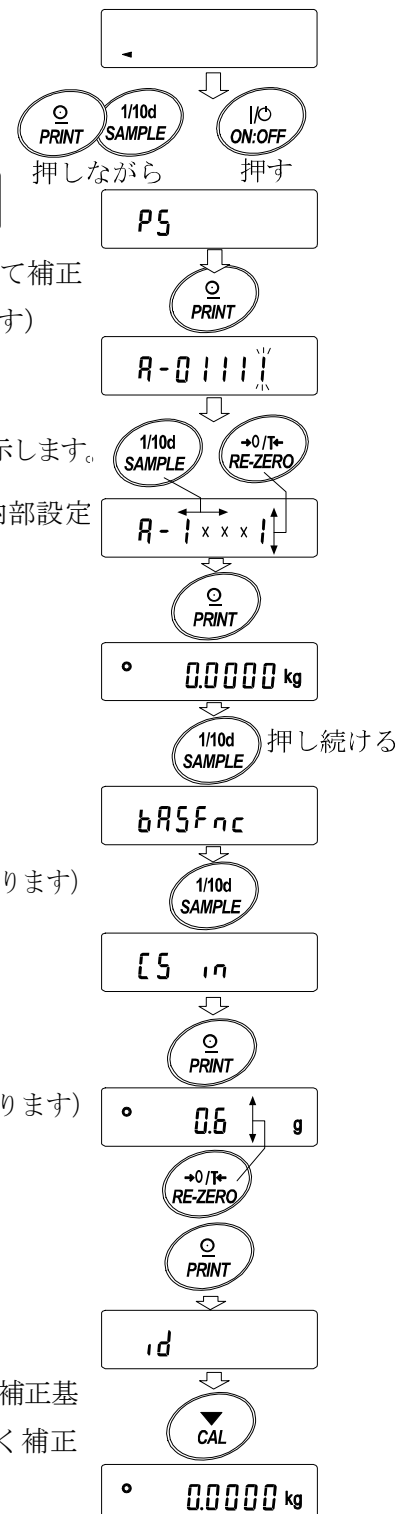 PRINT
1/10d
SAMPLE
ON:OFF
押しながら
押す
PS
て補正
す)
PRINT
A-01111
示します。
1/10d
SAMPLE
→0/T←
RE-ZERO
内部設定
A-1×××1
PRINT
0.0000 kg
1/10d
SAMPLE
押し続ける
bASFnc
ります)
1/10d
SAMPLE
CS in
PRINT
ります)
0.6 g
→0/T←
RE-ZERO
PRINT
id
補正基
CAL
く補正
0.0000 kg